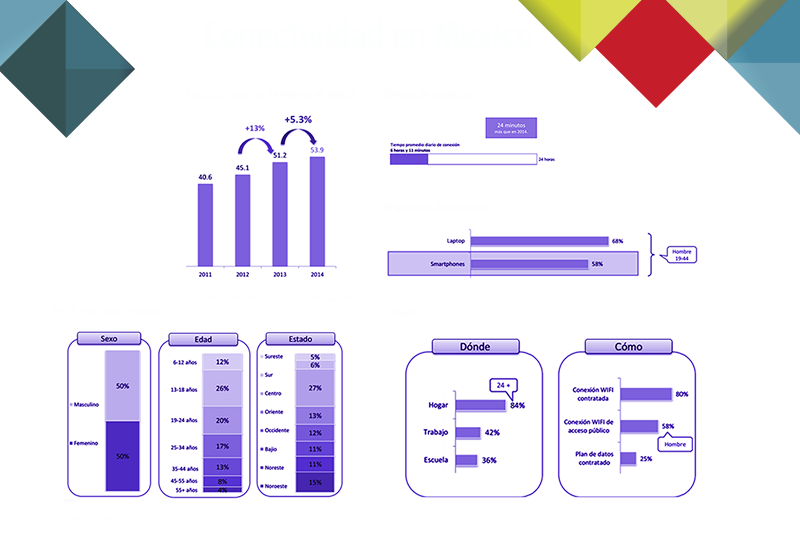 +13%
+5.3%
40.6
45.1
51.2
53.9
2011
2012
2013
2014
24 minutos
más que en 2014.
Tiempo promedio diario de conexión
6 horas y 11 minutos
24 horas
Laptop
68%
Smartphones
58%
Hombre
19-44
Sexo
50%
Masculino
Femenino
50%
Edad
6-12 años
12%
13-18 años
26%
19-24 años
20%
25-34 años
17%
35-44 años
13%
45-55 años
8%
55+ años
4%
Estado
Sureste
5%
Sur
6%
Centro
27%
Oriente
13%
Occidente
12%
Bajío
11%
Noreste
11%
Noroeste
15%
Dónde
24 +
Hogar
84%
Trabajo
42%
Escuela
36%
Cómo
Conexión WIFI
contratada
80%
Conexión WIFI de
acceso público
58%
Hombre
Plan de datos
contratado
25%